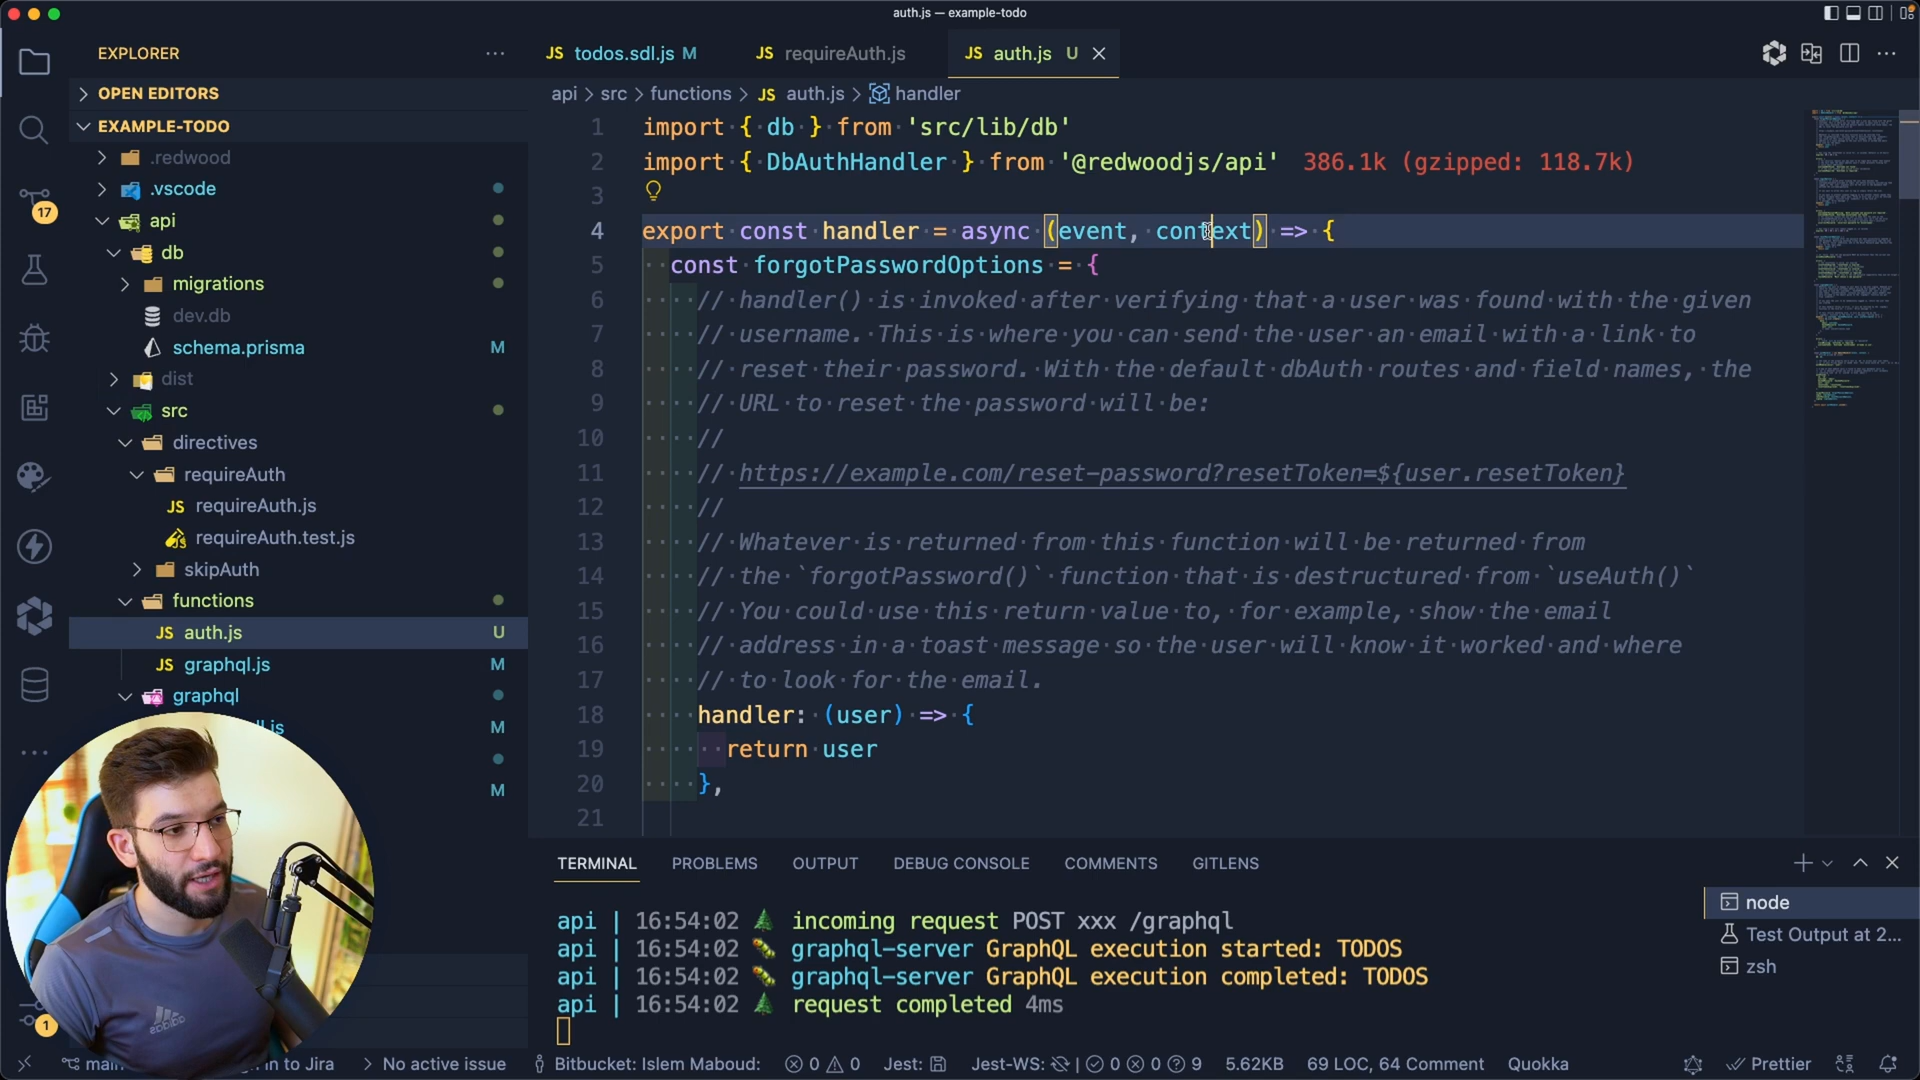 auth.js — example-todo
EXPLORER
OPEN EDITORS
EXAMPLE-TODO
.redwood
.vscode
api
db
migrations
dev.db
schema.prisma M
dist
src
directives
requireAuth
requireAuth.js
requireAuth.test.js
skipAuth
functions
auth.js U
graphql.js M
graphql
M
M
17
1
JS todos.sdl.js M
JS requireAuth.js
JS auth.js U
api > src > functions > JS auth.js > handler
1 import { db } from 'src/lib/db'
2 import { DbAuthHandler } from '@redwoodjs/api' 386.1k (gzipped: 118.7k)
3
4 export const handler = async (event, context) => {
5 const forgotPasswordOptions = {
6 // handler() is invoked after verifying that a user was found with the given
7 // username. This is where you can send the user an email with a link to
8 // reset their password. With the default dbAuth routes and field names, the
9 // URL to reset the password will be:
10 //
11 // https://example.com/reset-password?resetToken=${user.resetToken}
12 //
13 // Whatever is returned from this function will be returned from
14 // the `forgotPassword()` function that is destructured from `useAuth()`
15 // You could use this return value to, for example, show the email
16 // address in a toast message so the user will know it worked and where
17 // to look for the email.
18 handler: (user) => {
19 return user
20 },
21
TERMINAL PROBLEMS OUTPUT DEBUG CONSOLE COMMENTS GITLENS
api | 16:54:02 incoming request POST xxx /graphql
api | 16:54:02 graphql-server GraphQL execution started: TODOS
api | 16:54:02 graphql-server GraphQL execution completed: TODOS
api | 16:54:02 request completed 4ms
node
Test Output at 2...
zsh
adidas
main in to Jira > No active issue Bitbucket: Islem Maboud: 0 0 Jest: Jest-WS: | 0 0 9 5.62KB 69 LOC, 64 Comment Quokka Prettier